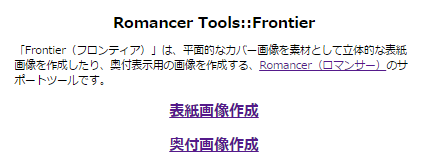 Romancer Tools::Frontier
「Frontier（フロンティア）」は、平面的なカバー画像を素材として立体的な表紙
画像を作成したり、奥付表示用の画像を作成する、Romancer（ロマンサー）のサ
ポートツールです。
表紙画像作成
奥付画像作成